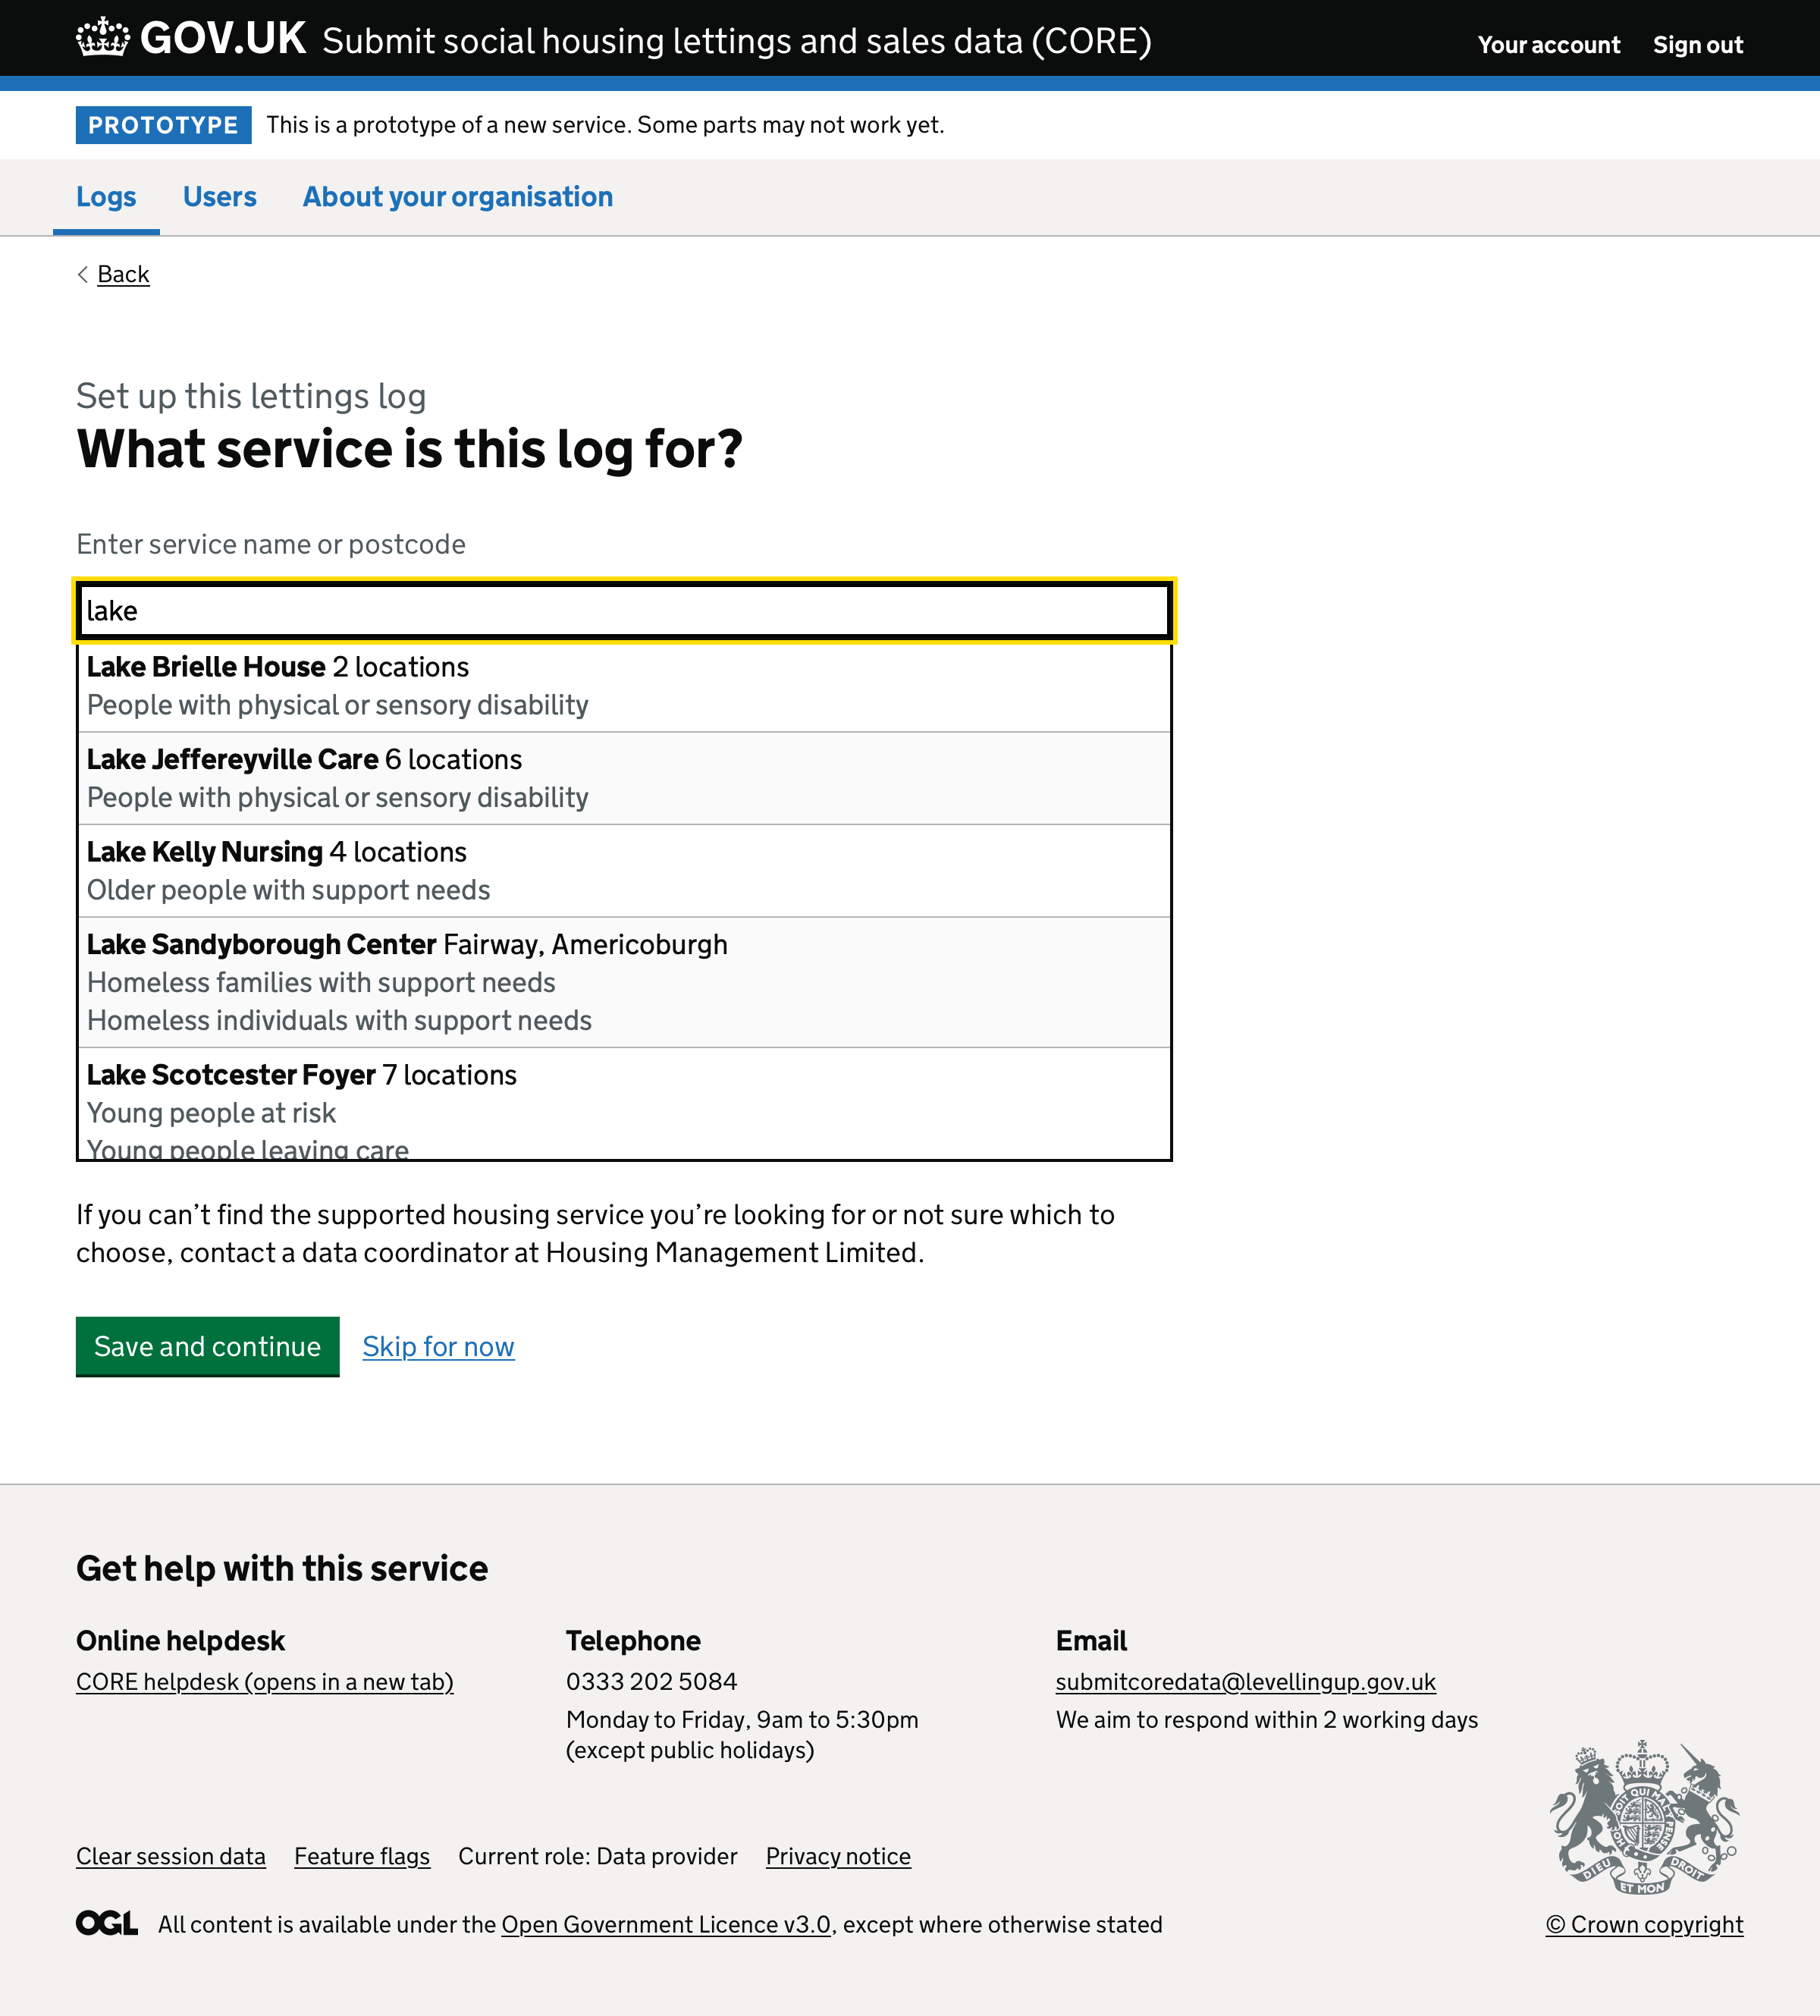 GOV.UK Submit social housing lettings and sales data (CORE)
Your account Sign out
PROTOTYPE This is a prototype of a new service. Some parts may not work yet.
Logs Users About your organisation
Back
Set up this lettings log
What service is this log for?
Enter service name or postcode
lake
Lake Brielle House 2 locations
People with physical or sensory disability
Lake Jeffereyville Care 6 locations
People with physical or sensory disability
Lake Kelly Nursing 4 locations
Older people with support needs
Lake Sandyborough Center Fairway, Americoburgh
Homeless families with support needs
Homeless individuals with support needs
Lake Scotcester Foyer 7 locations
Young people at risk
Young people leaving care
If you can’t find the supported housing service you’re looking for or not sure which to
choose, contact a data coordinator at Housing Management Limited.
Save and continue Skip for now
Get help with this service
Online helpdesk
CORE helpdesk (opens in a new tab)
Telephone
0333 202 5084
Monday to Friday, 9am to 5:30pm
(except public holidays)
Email
submitcoredata@levellingup.gov.uk
We aim to respond within 2 working days
Clear session data Feature flags Current role: Data provider Privacy notice
OGL All content is available under the Open Government Licence v3.0, except where otherwise stated
DIEU ET MON DROIT
© Crown copyright